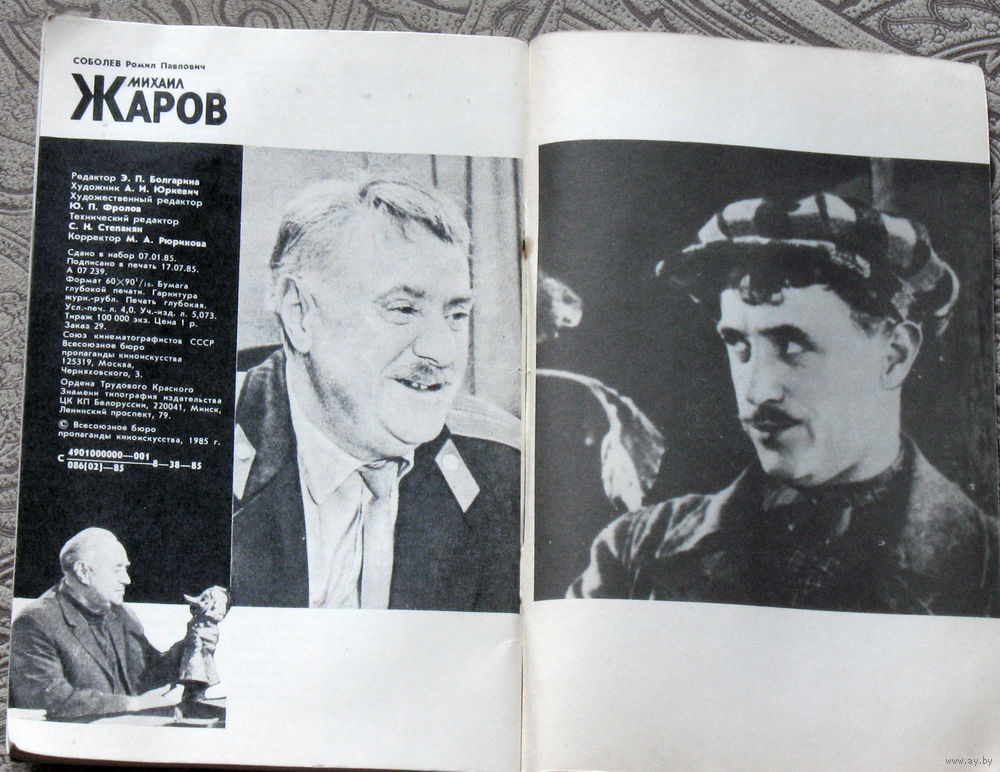 СОБОЛЕВ Ромил Павлович
МИХАИЛ
ЖАРОВ
Редактор Э. П. Болгарина
Художник А. И. Юркевич
Художественный редактор
Ю. П. Фролов
Технический редактор
С. Н. Степанян
Корректор М. А. Рюрикова
Сдано в набор 07.01.85.
Подписано в печать 17.07.85.
А 07 239.
Формат 60×90¹/₁₆. Бумага
глубокой печати. Гарнитура
журн.-рубл. Печать глубокая.
Усл.-печ. л. 4,0. Уч.-изд. л. 5,073.
Тираж 100 000 экз. Цена 1 р.
Заказ 29.
Союз кинематографистов СССР
Всесоюзное бюро
пропаганды киноискусства
125319, Москва,
Черняховского, 3.
Ордена Трудового Красного
Знамени типография издательства
ЦК КП Белоруссии, 220041, Минск,
Ленинский проспект, 79.
© Всесоюзное бюро
пропаганды киноискусства, 1985 г.
С 4901000000—001 8—38—85
086(02)—85
www.ay.by